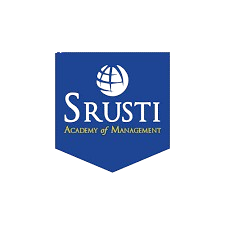 SRUSTI
ACADEMY of MANAGEMENT